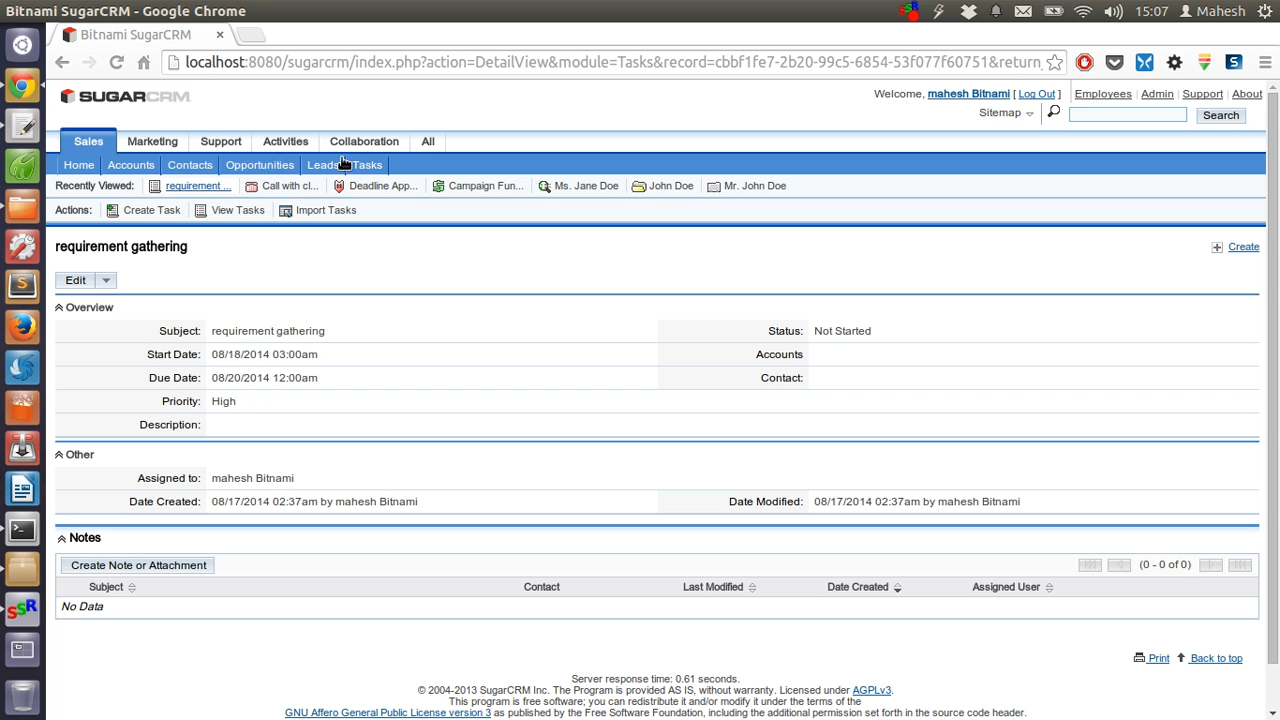 Bitnami SugarCRM - Google Chrome 15:07 Mahesh
Bitnami SugarCRM
localhost:8080/sugarcrm/index.php?action=DetailView&module=Tasks&record=cbbf1fe7-2b20-99c5-6854-53f077f60751&return_
SUGARCRM Welcome, mahesh Bitnami [ Log Out ] Employees Admin Support About
Sitemap Search
Sales Marketing Support Activities Collaboration All
Home Accounts Contacts Opportunities Leads Tasks
Recently Viewed: requirement ... Call with cl... Deadline App... Campaign Fun... Ms. Jane Doe John Doe Mr. John Doe
Actions: Create Task View Tasks Import Tasks
requirement gathering Create
Edit
Overview
Subject: requirement gathering Status: Not Started
Start Date: 08/18/2014 03:00am Accounts
Due Date: 08/20/2014 12:00am Contact:
Priority: High
Description:
Other
Assigned to: mahesh Bitnami
Date Created: 08/17/2014 02:37am by mahesh Bitnami Date Modified: 08/17/2014 02:37am by mahesh Bitnami
Notes
Create Note or Attachment (0 - 0 of 0)
Subject Contact Last Modified Date Created Assigned User
No Data
Print Back to top
Server response time: 0.61 seconds.
© 2004-2013 SugarCRM Inc. The Program is provided AS IS, without warranty. Licensed under AGPLv3.
This program is free software; you can redistribute it and/or modify it under the terms of the
GNU Affero General Public License version 3 as published by the Free Software Foundation, including the additional permission set forth in the source code header.